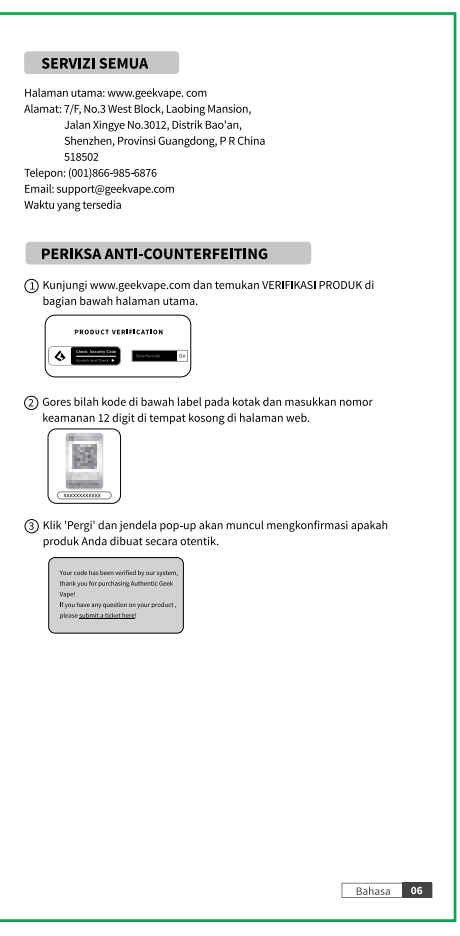 SERVIZI SEMUA
Halaman utama: www.geekvape. com
Alamat: 7/F, No.3 West Block, Laobing Mansion,
Jalan Xingye No.3012, Distrik Bao'an,
Shenzhen, Provinsi Guangdong, P R China
518502
Telepon: (001)866-985-6876
Email: support@geekvape.com
Waktu yang tersedia
PERIKSA ANTI-COUNTERFEITING
① Kunjungi www.geekvape.com dan temukan VERIFIKASI PRODUK di
bagian bawah halaman utama.
PRODUCT VERIFICATION
Check Security Code
Scratch and Check ▶
Security code
Go
② Gores bilah kode di bawah label pada kotak dan masukkan nomor
keamanan 12 digit di tempat kosong di halaman web.
XXXXXXXXXXXX
③ Klik 'Pergi' dan jendela pop-up akan muncul mengkonfirmasi apakah
produk Anda dibuat secara otentik.
Your code has been verified by our system,
thank you for purchasing Authentic Geek
Vape!
If you have any question on your product ,
please submit a ticket here!
Bahasa 06